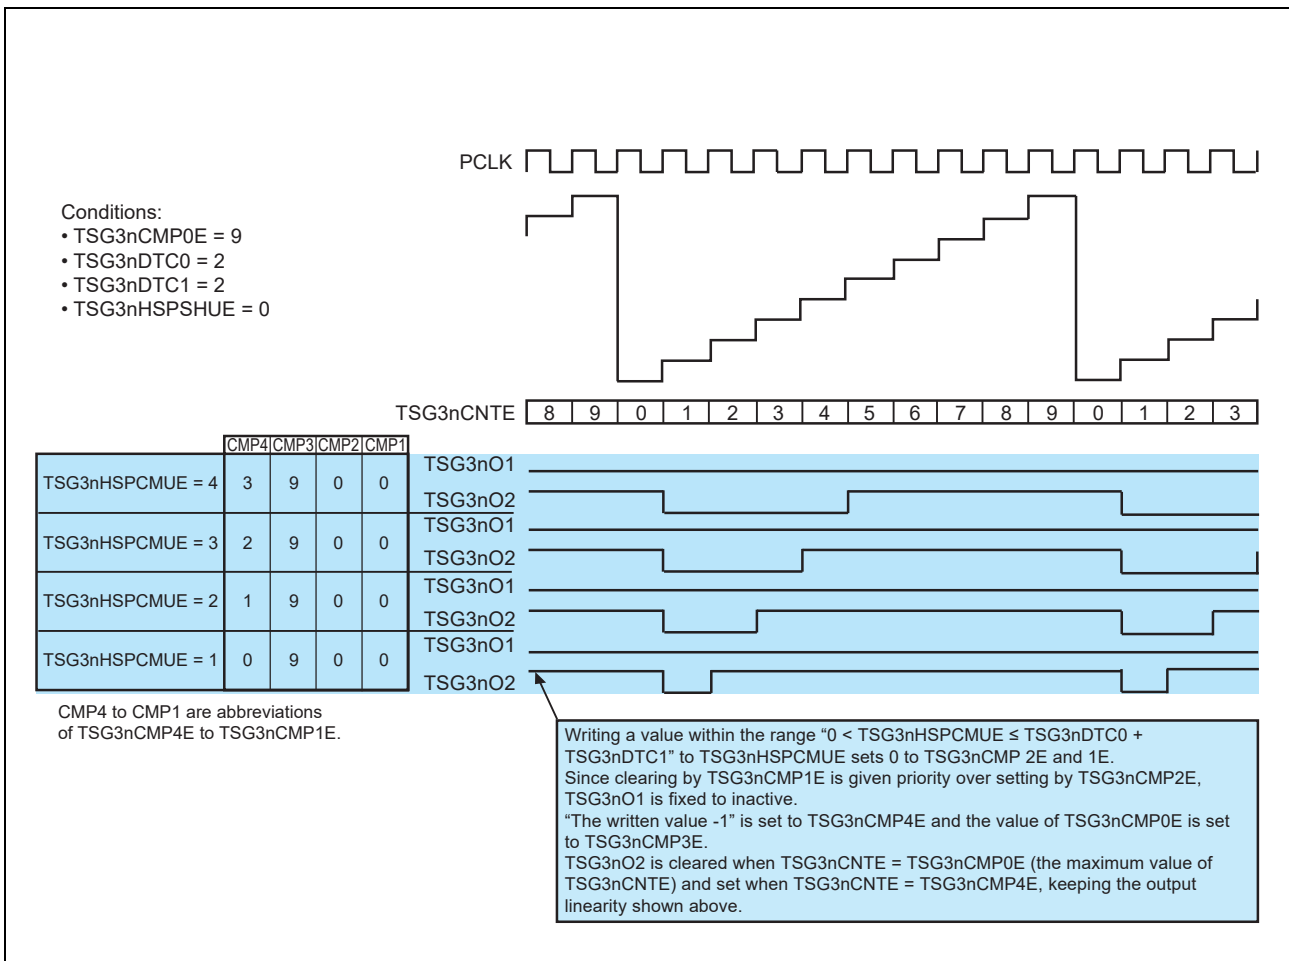 PCLK
Conditions:
• TSG3nCMP0E = 9
• TSG3nDTC0 = 2
• TSG3nDTC1 = 2
• TSG3nHSPSHUE = 0
TSG3nCNTE 8 9 0 1 2 3 4 5 6 7 8 9 0 1 2 3
CMP4 CMP3 CMP2 CMP1
TSG3nHSPCMUE = 4 3 9 0 0
TSG3nO1
TSG3nO2
TSG3nHSPCMUE = 3 2 9 0 0
TSG3nO1
TSG3nO2
TSG3nHSPCMUE = 2 1 9 0 0
TSG3nO1
TSG3nO2
TSG3nHSPCMUE = 1 0 9 0 0
TSG3nO1
TSG3nO2
CMP4 to CMP1 are abbreviations
of TSG3nCMP4E to TSG3nCMP1E.
Writing a value within the range “0 < TSG3nHSPCMUE ≤ TSG3nDTC0 +
TSG3nDTC1” to TSG3nHSPCMUE sets 0 to TSG3nCMP 2E and 1E.
Since clearing by TSG3nCMP1E is given priority over setting by TSG3nCMP2E,
TSG3nO1 is fixed to inactive.
“The written value -1” is set to TSG3nCMP4E and the value of TSG3nCMP0E is set
to TSG3nCMP3E.
TSG3nO2 is cleared when TSG3nCNTE = TSG3nCMP0E (the maximum value of
TSG3nCNTE) and set when TSG3nCNTE = TSG3nCMP4E, keeping the output
linearity shown above.